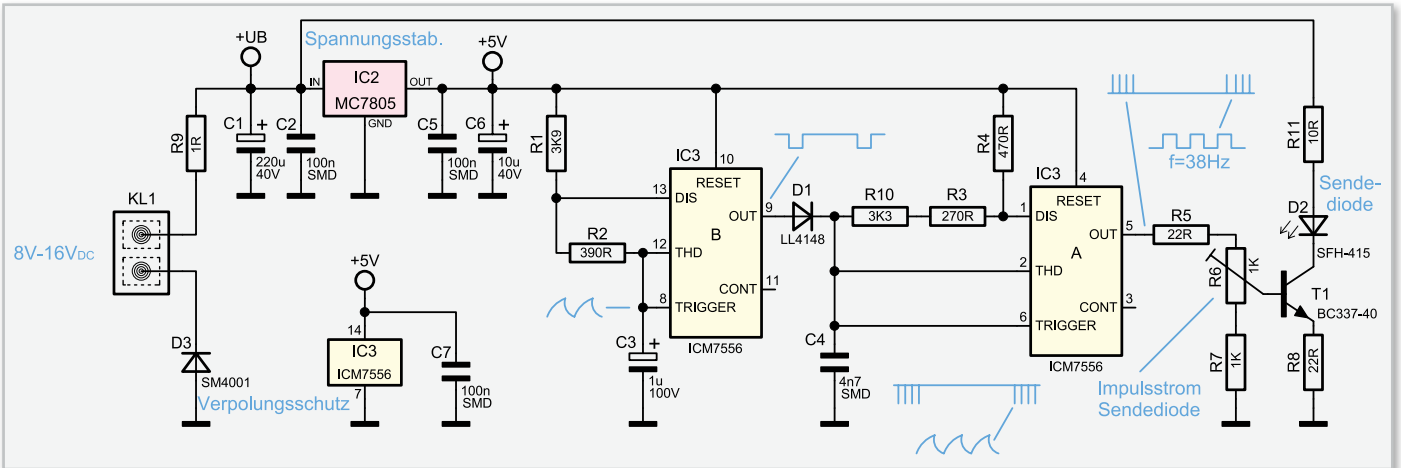 +UB
Spannungsstab.
+5V
IN
IC2
MC7805
OUT
GND
R9
1R
C1
+
220u
40V
C2
100n
SMD
C5
100n
SMD
C6
+
10u
40V
R1
3K9
KL1
8V-16VDC
D3
SM4001
Verpolungsschutz
+5V
14
IC3
ICM7556
7
C7
100n
SMD
R2
390R
IC3
10
RESET
13
DIS
OUT
9
B
12
THD
CONT
11
8
TRIGGER
ICM7556
C3
+
1u
100V
D1
LL4148
R10
3K3
R3
270R
R4
470R
C4
4n7
SMD
IC3
4
RESET
1
DIS
OUT
5
A
2
THD
CONT
3
6
TRIGGER
ICM7556
f=38Hz
R5
22R
R6
1K
R7
1K
Impulsstrom
Sendediode
R11
10R
Sende-
diode
D2
SFH-415
T1
BC337-40
R8
22R